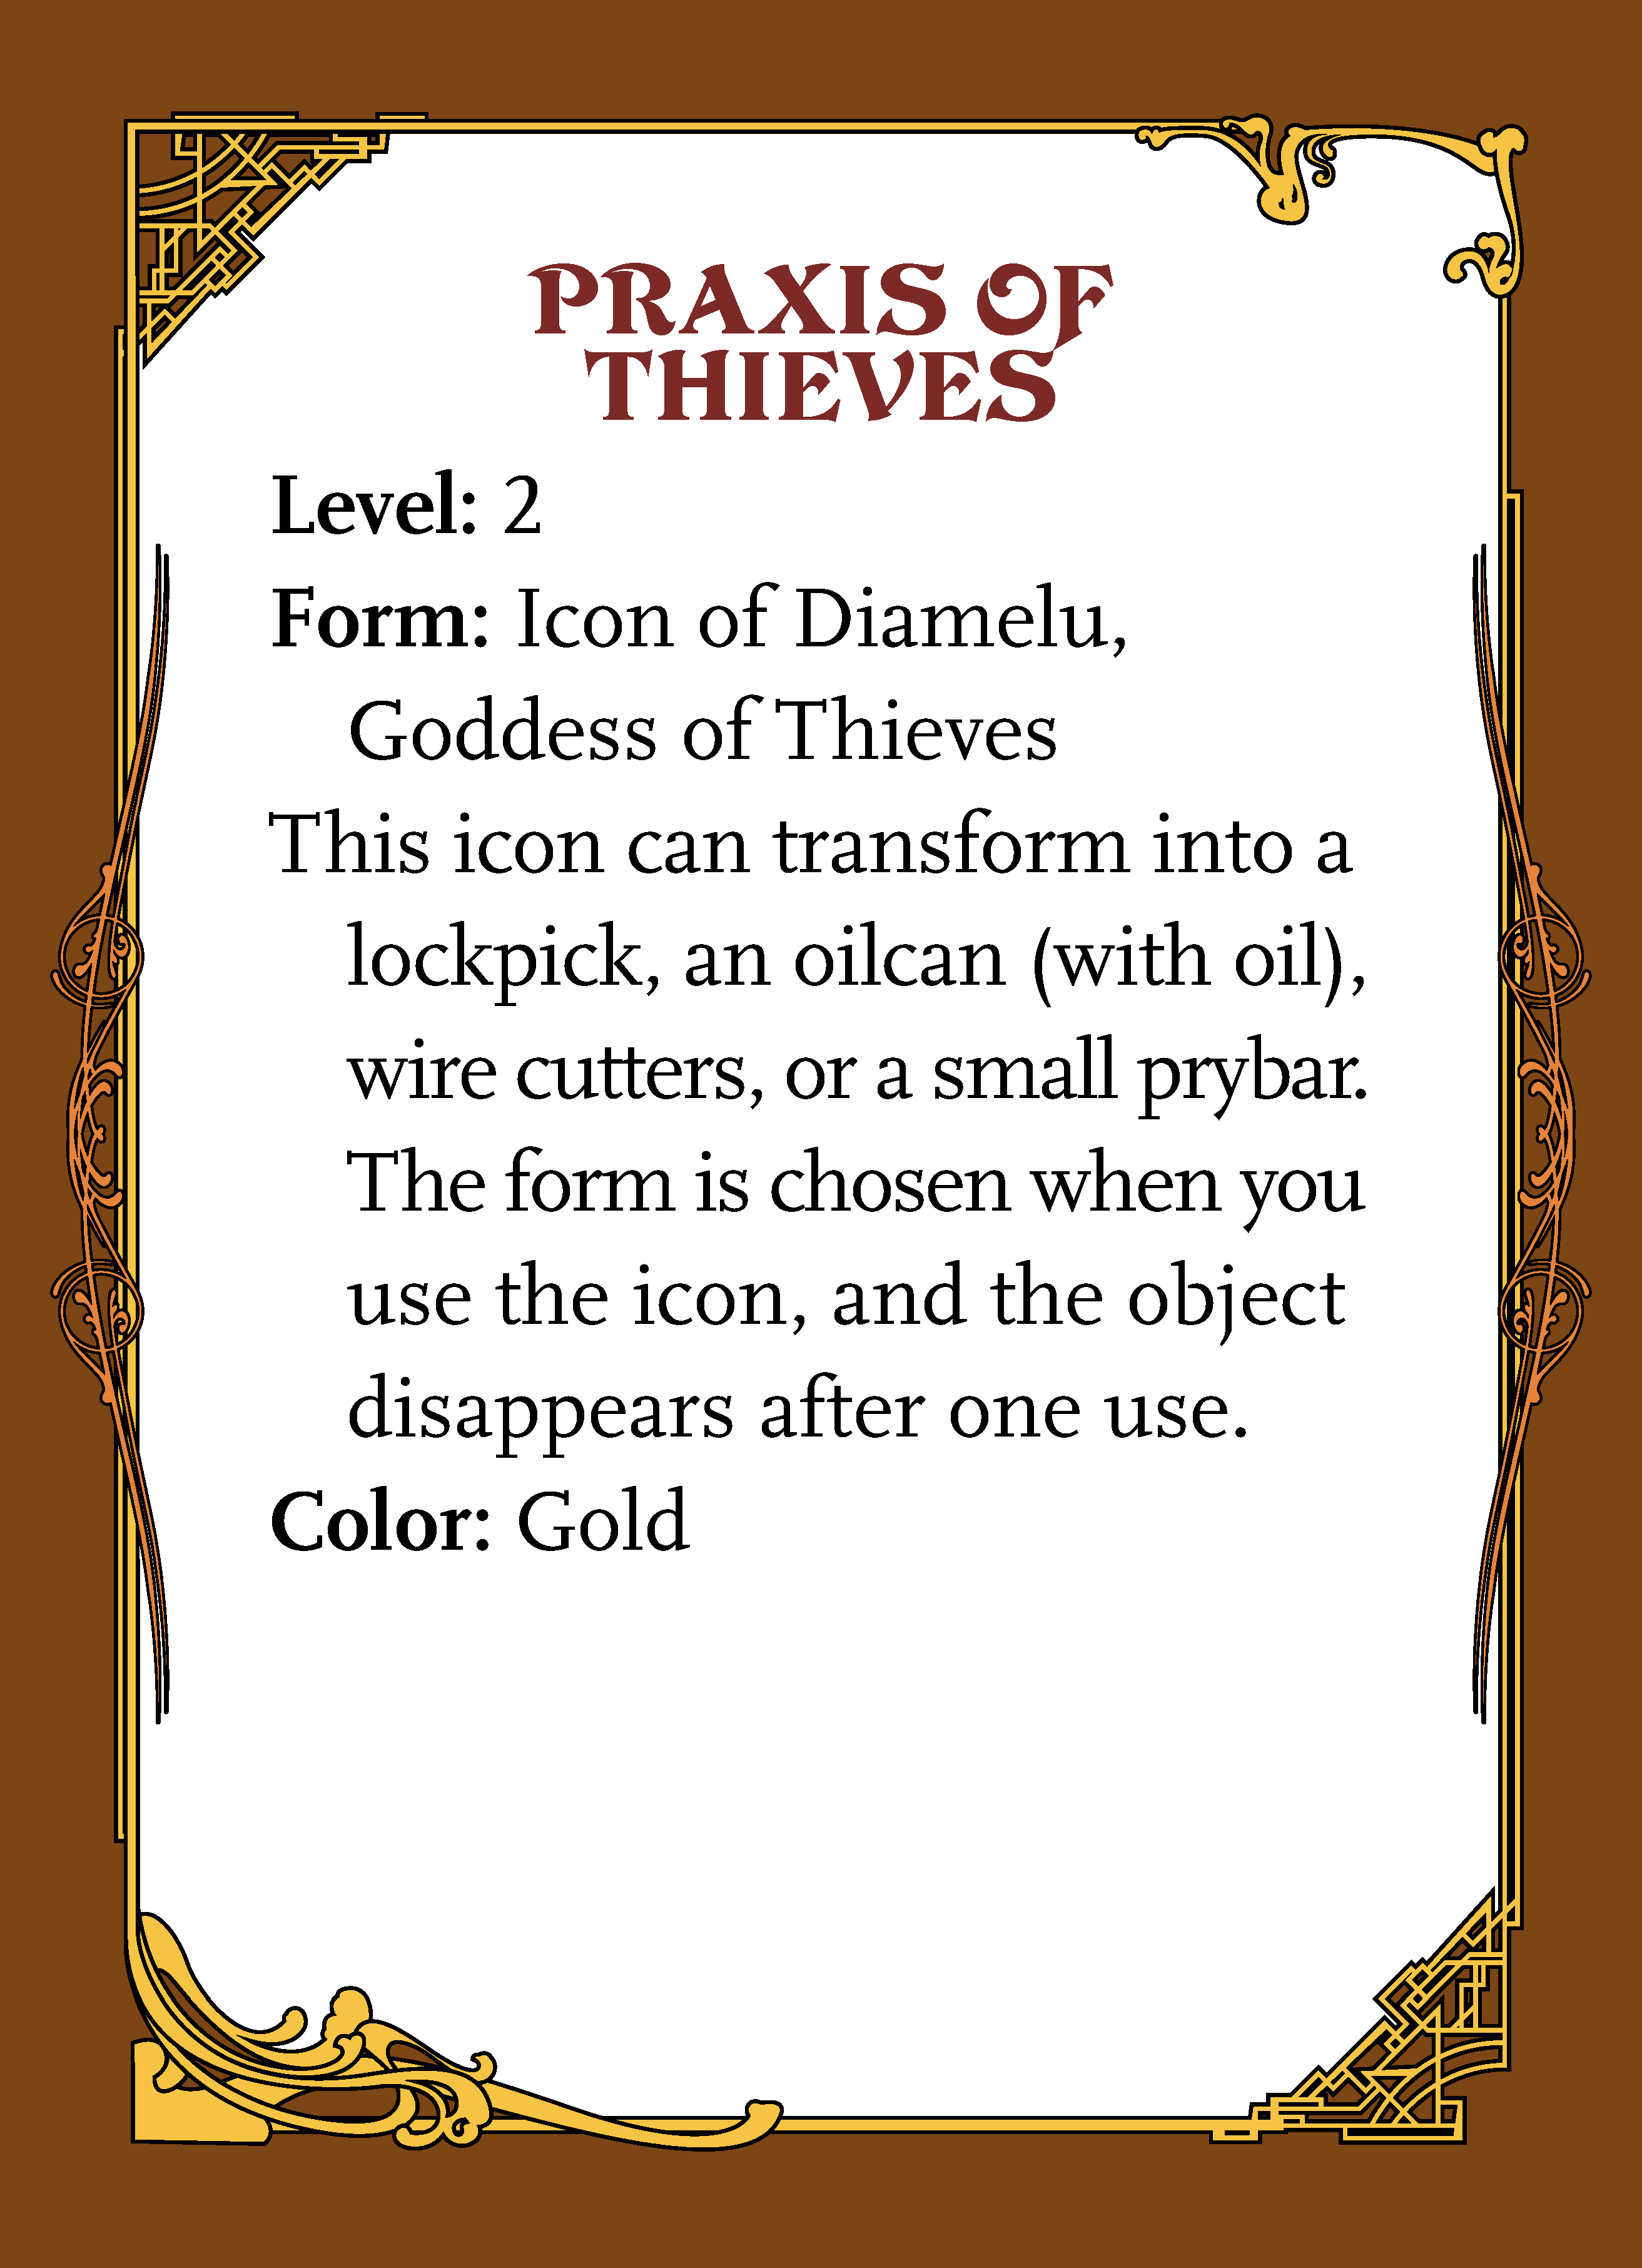 PRAXIS OF
THIEVES
Level: 2
Form: Icon of Diamelu,
Goddess of Thieves
This icon can transform into a
lockpick, an oilcan (with oil),
wire cutters, or a small prybar.
The form is chosen when you
use the icon, and the object
disappears after one use.
Color: Gold